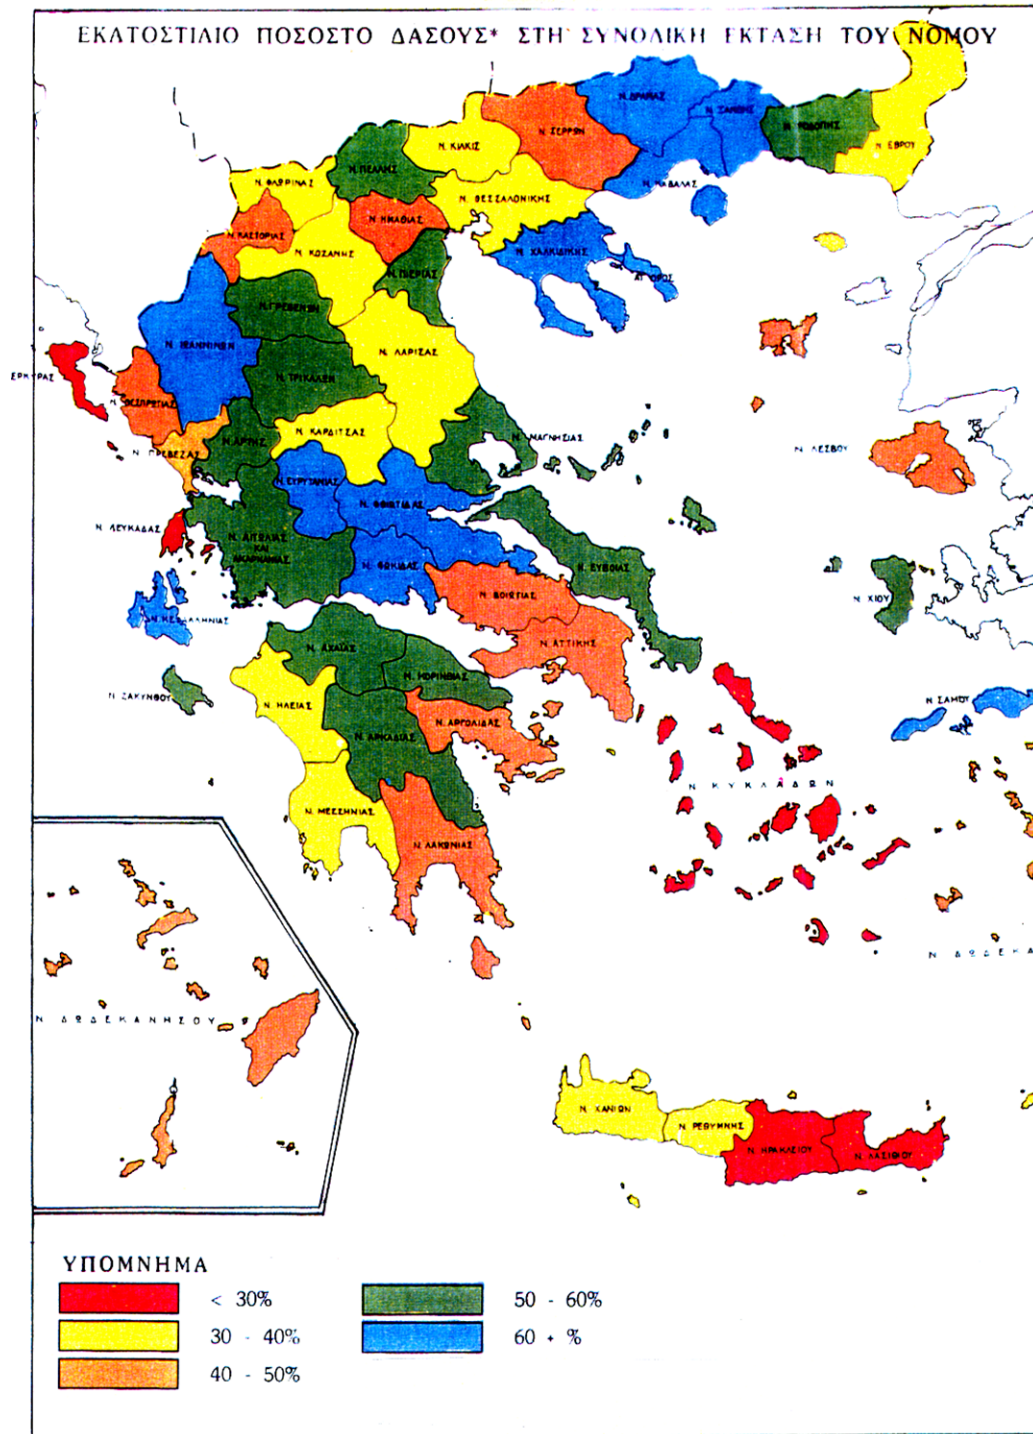 ΕΚΑΤΟΣΤΙΑΙΟ ΠΟΣΟΣΤΟ ΔΑΣΟΥΣ* ΣΤΗ ΣΥΝΟΛΙΚΗ ΕΚΤΑΣΗ ΤΟΥ ΝΟΜΟΥ
Ν. ΔΡΑΜΑΣ
Ν. ΞΑΝΘΗΣ
Ν. ΡΟΔΟΠΗΣ
Ν. ΕΒΡΟΥ
Ν. ΣΕΡΡΩΝ
Ν. ΚΙΛΚΙΣ
Ν. ΠΕΛΛΗΣ
Ν. ΦΛΩΡΙΝΑΣ
Ν. ΚΑΒΑΛΑΣ
Ν. ΘΕΣΣΑΛΟΝΙΚΗΣ
Ν. ΗΜΑΘΙΑΣ
Ν. ΚΑΣΤΟΡΙΑΣ
Ν. ΚΟΖΑΝΗΣ
Ν. ΧΑΛΚΙΔΙΚΗΣ
ΑΓ. ΟΡΟΣ
Ν. ΠΙΕΡΙΑΣ
Ν. ΓΡΕΒΕΝΩΝ
Ν. ΙΩΑΝΝΙΝΩΝ
Ν. ΛΑΡΙΣΑΣ
ΕΡΚΥΡΑΣ
Ν. ΤΡΙΚΑΛΩΝ
Ν. ΘΕΣΠΡΩΤΙΑΣ
Ν. ΚΑΡΔΙΤΣΑΣ
Ν. ΜΑΓΝΗΣΙΑΣ
Ν. ΑΡΤΗΣ
Ν. ΠΡΕΒΕΖΑΣ
Ν. ΛΕΣΒΟΥ
Ν. ΕΥΡΥΤΑΝΙΑΣ
Ν. ΦΘΙΩΤΙΔΑΣ
Ν. ΛΕΥΚΑΔΑΣ
Ν. ΑΙΤΩΛΙΑΣ
ΚΑΙ
ΑΚΑΡΝΑΝΙΑΣ
Ν. ΦΩΚΙΔΑΣ
Ν. ΕΥΒΟΙΑΣ
Ν. ΒΟΙΩΤΙΑΣ
Ν. ΧΙΟΥ
Ν. ΚΕΦΑΛΛΗΝΙΑΣ
Ν. ΑΤΤΙΚΗΣ
Ν. ΑΧΑΪΑΣ
Ν. ΚΟΡΙΝΘΙΑΣ
Ν. ΖΑΚΥΝΘΟΥ
Ν. ΗΛΕΙΑΣ
Ν. ΣΑΜΟΥ
Ν. ΑΡΓΟΛΙΔΑΣ
Ν. ΑΡΚΑΔΙΑΣ
Ν. ΚΥΚΛΑΔΩΝ
Ν. ΜΕΣΣΗΝΙΑΣ
Ν. ΛΑΚΩΝΙΑΣ
Ν. ΔΩΔΕΚΑ
Ν. ΔΩΔΕΚΑΝΗΣΟΥ
Ν. ΧΑΝΙΩΝ
Ν. ΡΕΘΥΜΝΗΣ
Ν. ΗΡΑΚΛΕΙΟΥ
Ν. ΛΑΣΙΘΙΟΥ
ΥΠΟΜΝΗΜΑ
< 30%
30 - 40%
40 - 50%
50 - 60%
60 + %